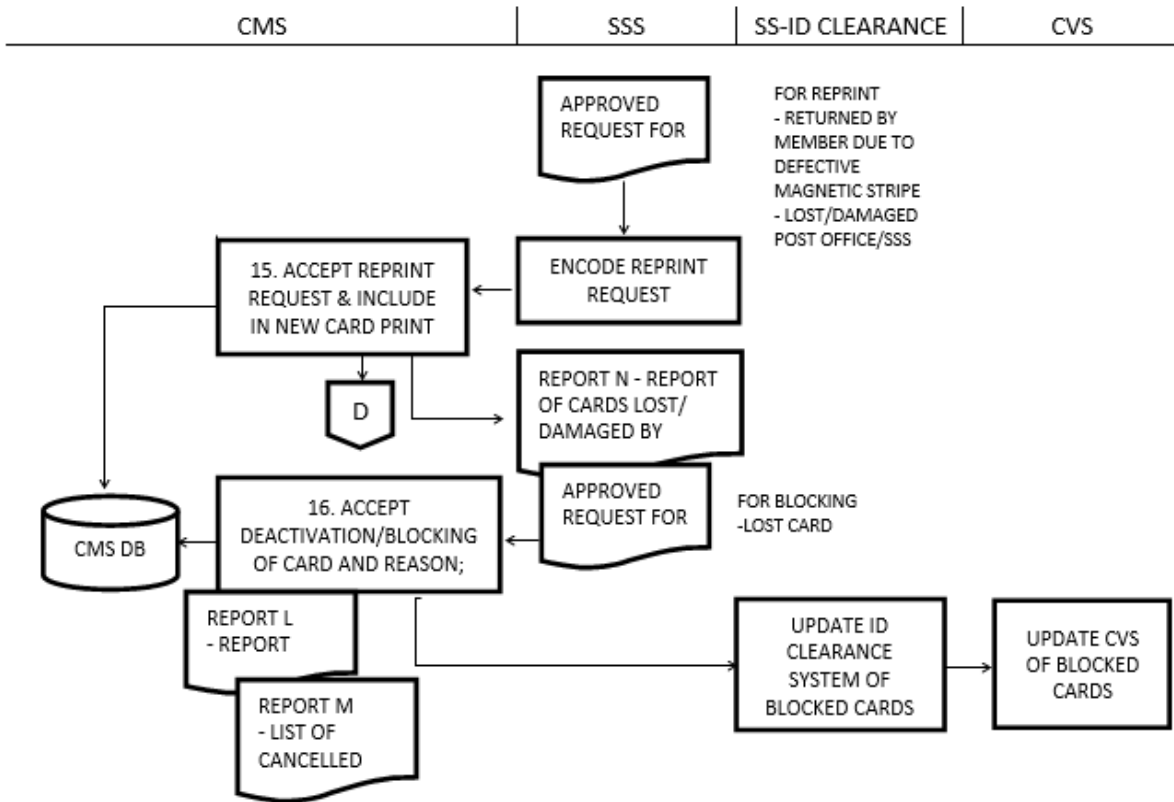 CMS
SSS
SS-ID CLEARANCE
CVS
APPROVED
REQUEST FOR
FOR REPRINT
- RETURNED BY
MEMBER DUE TO
DEFECTIVE
MAGNETIC STRIPE
- LOST/DAMAGED
POST OFFICE/SSS
15. ACCEPT REPRINT
REQUEST & INCLUDE
IN NEW CARD PRINT
ENCODE REPRINT
REQUEST
D
REPORT N - REPORT
OF CARDS LOST/
DAMAGED BY
CMS DB
16. ACCEPT
DEACTIVATION/BLOCKING
OF CARD AND REASON;
APPROVED
REQUEST FOR
FOR BLOCKING
-LOST CARD
REPORT L
- REPORT
REPORT M
- LIST OF
CANCELLED
UPDATE ID
CLEARANCE
SYSTEM OF
BLOCKED CARDS
UPDATE CVS
OF BLOCKED
CARDS